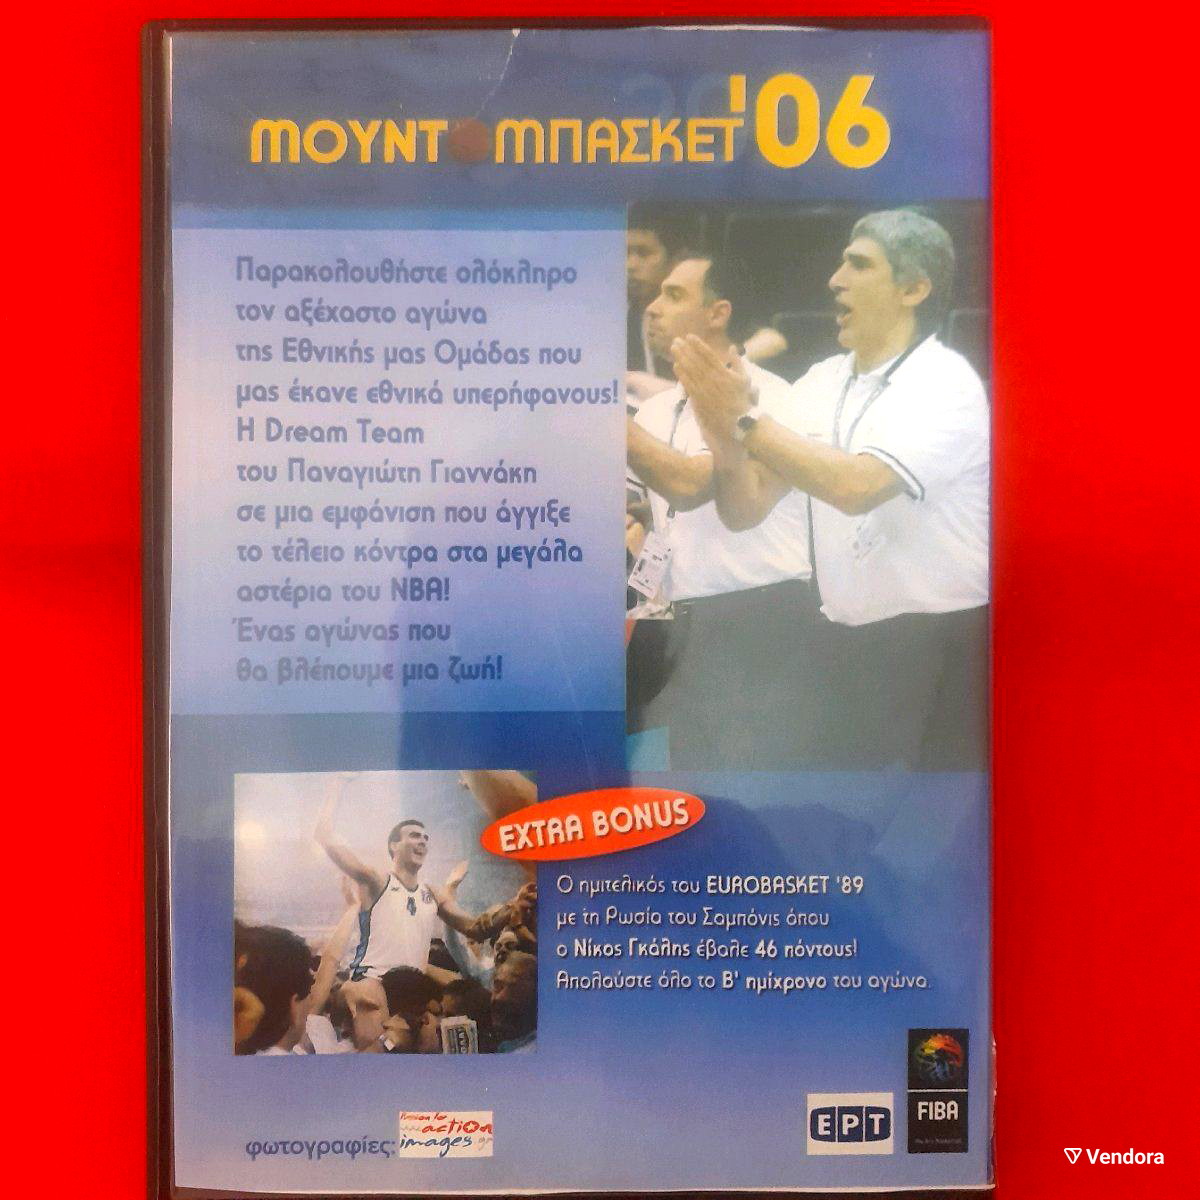 ΜΟΥΝΤ ΜΠΑΣΚΕΤ '06
Παρακολουθήστε ολόκληρο
τον αξέχαστο αγώνα
της Εθνικής μας Ομάδας που
μας έκανε εθνικά υπερήφανους!
Η Dream Team
του Παναγιώτη Γιαννάκη
σε μια εμφάνιση που άγγιξε
το τέλειο κόντρα στα μεγάλα
αστέρια του NBA!
Ένας αγώνας που
θα βλέπουμε μια ζωή!
EXTRA BONUS
Ο ημιτελικός του EUROBASKET '89
με τη Ρωσία του Σαμπόνις όπου
ο Νίκος Γκάλης έβαλε 46 πόντους!
Απολαύστε όλο το Β' ημίχρονο του αγώνα.
4
φωτογραφίες:
action
images.gr
ΕΡΤ
FIBA
Vendora